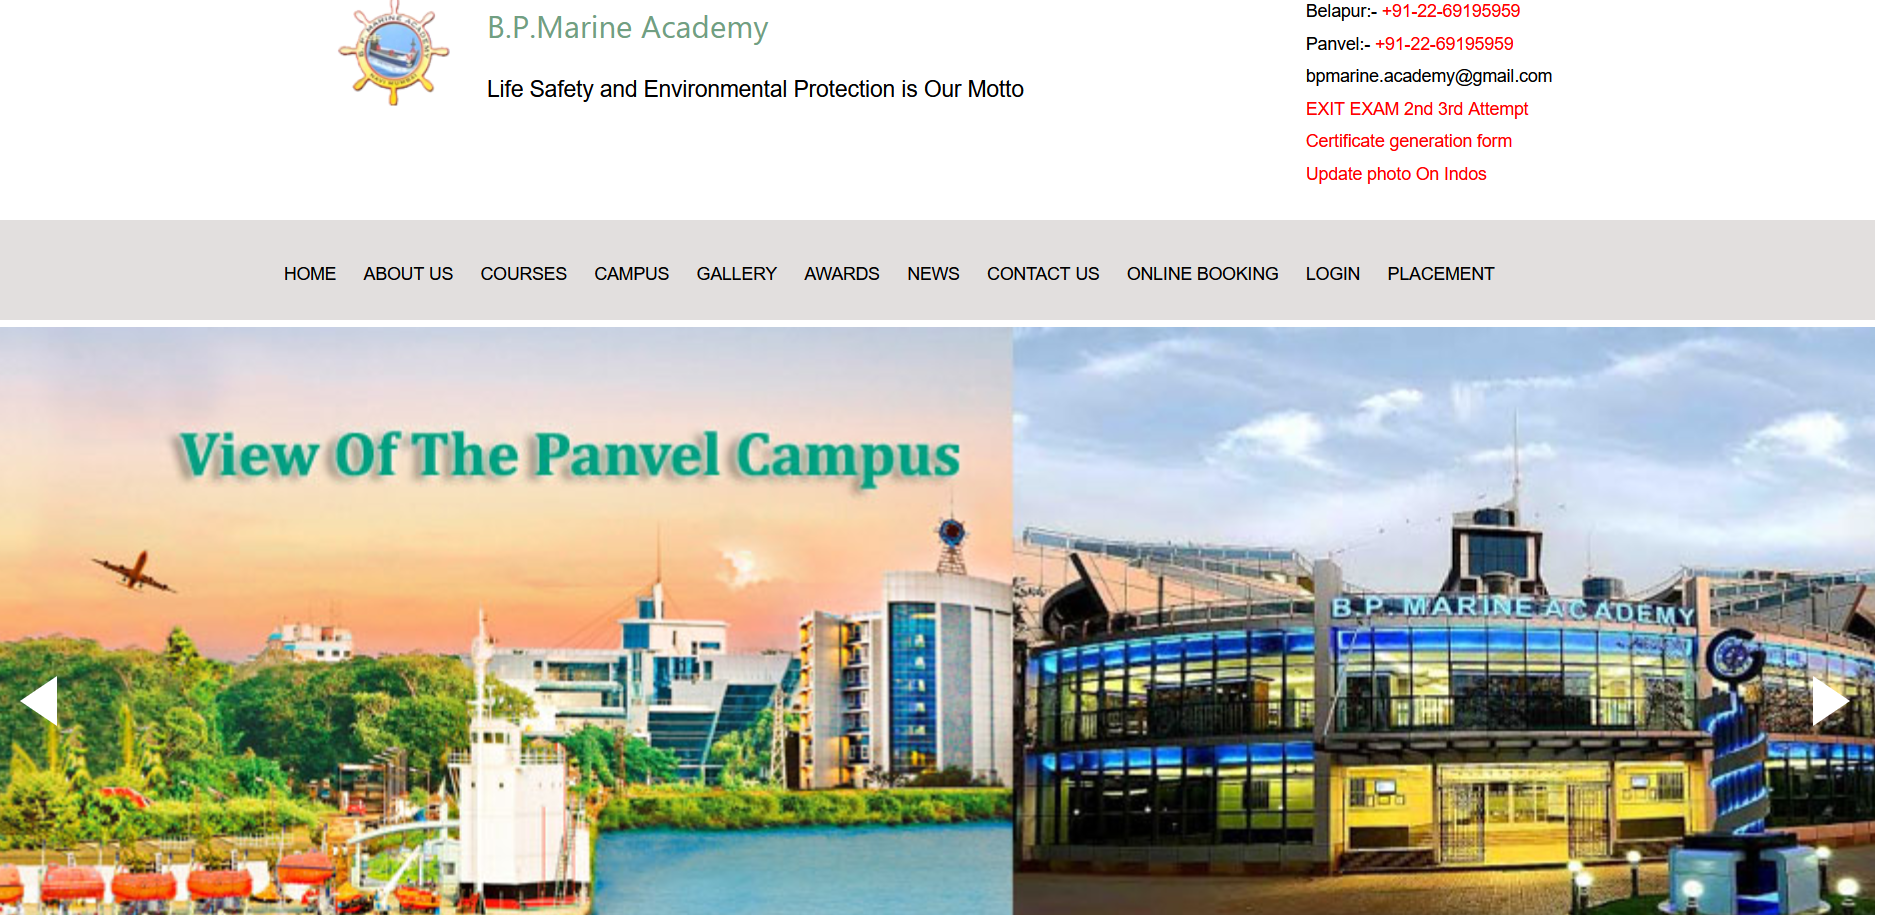 B.P. MARINE ACADEMY
NAVI MUMBAI
B.P.Marine Academy
Life Safety and Environmental Protection is Our Motto
Belapur:- +91-22-69195959
Panvel:- +91-22-69195959
bpmarine.academy@gmail.com
EXIT EXAM 2nd 3rd Attempt
Certificate generation form
Update photo On Indos
HOME ABOUT US COURSES CAMPUS GALLERY AWARDS NEWS CONTACT US ONLINE BOOKING LOGIN PLACEMENT
View Of The Panvel Campus
B.P. MARINE ACADEMY